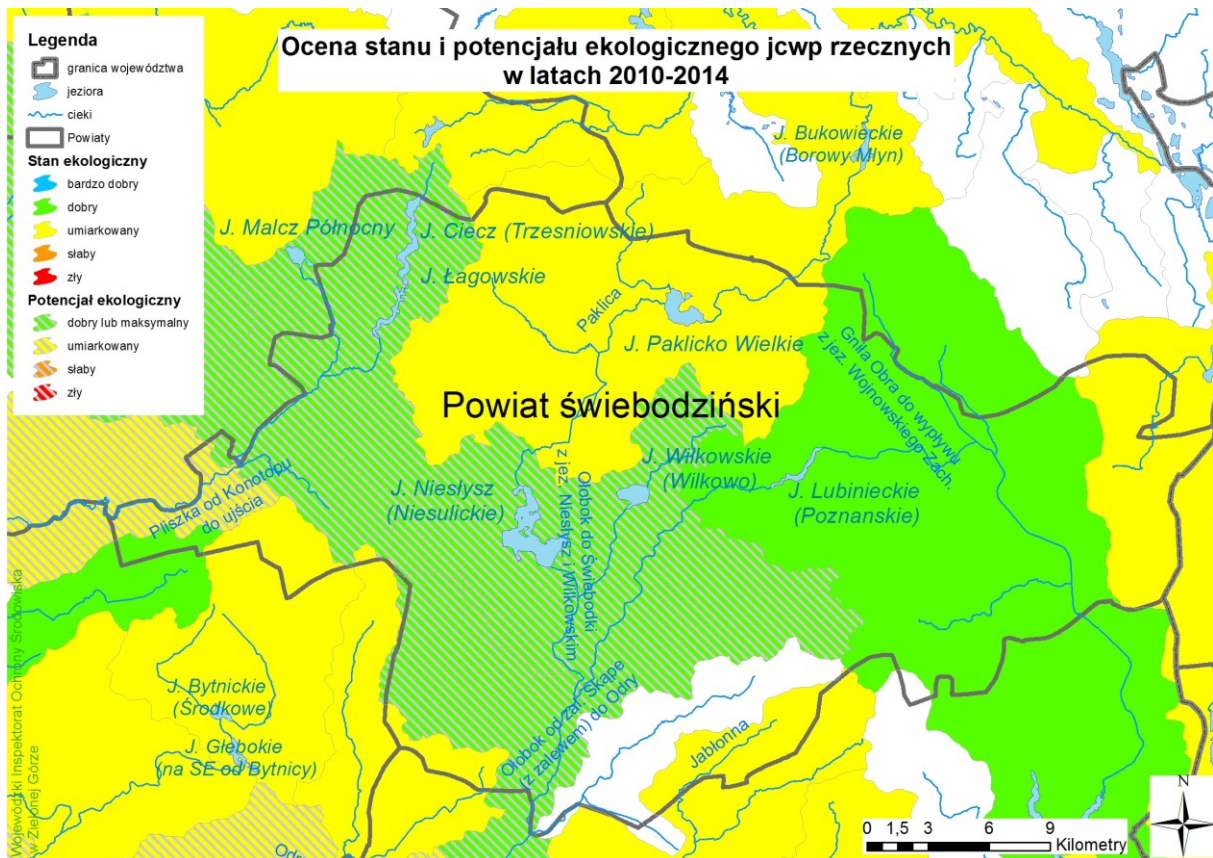 Ocena stanu i potencjału ekologicznego jcwp rzecznych
w latach 2010-2014
Legenda
granica województwa
jeziora
cieki
Powiaty
Stan ekologiczny
bardzo dobry
dobry
umiarkowany
słaby
zły
Potencjał ekologiczny
dobry lub maksymalny
umiarkowany
słaby
zły
J. Bukowieckie
(Borowy Młyn)
J. Malcz Północny
J. Ciecz (Trzesniowskie)
J. Łagowskie
Paklica
J. Paklicko Wielkie
Gniła Obra do wypływu
z jez. Wojnowskiego Zach.
Powiat świebodziński
J. Niesłysz
(Niesulickie)
J. Wilkowskie
(Wilkowo)
J. Lubinieckie
(Poznanskie)
Pliszka od Konotopu
do ujścia
Ołobok do Świebodki
z jez. Niesłysz i Wilkowskim
J. Bytnickie
(Środkowe)
J. Głębokie
(na SE od Bytnicy)
Ołobok od zal. Skąpe
(z zalewem) do Odry
Jabłonna
Wojewódzki Inspektorat Ochrony Środowiska
w Zielonej Górze
N
0 1,5 3 6 9
Kilometry